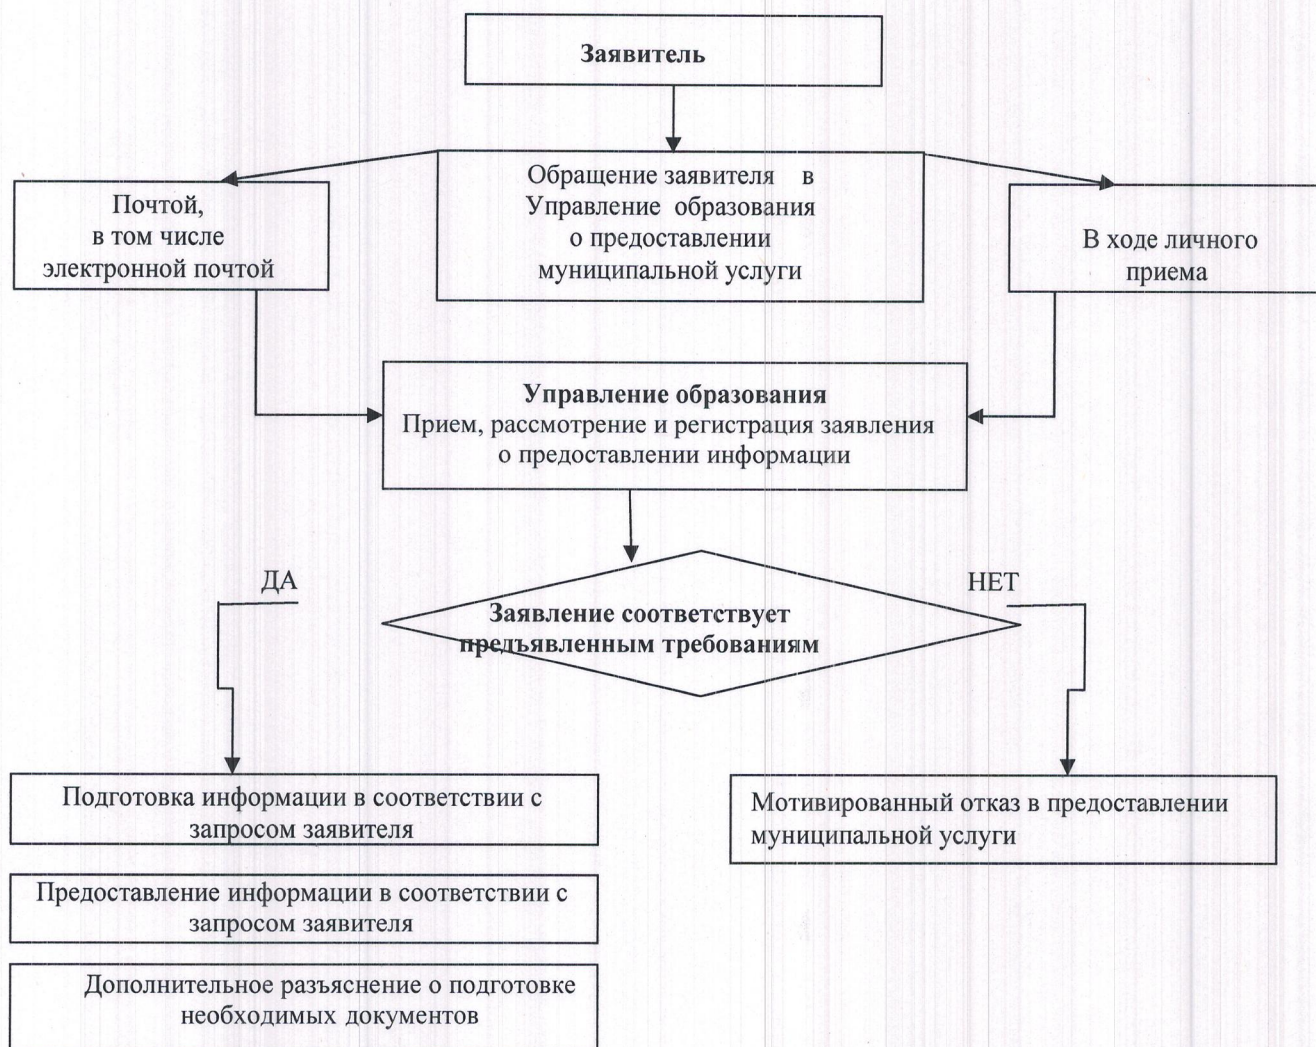 Заявитель
Обращение заявителя в
Управление образования
о предоставлении
муниципальной услуги
Почтой,
в том числе
электронной почтой
В ходе личного
приема
Управление образования
Прием, рассмотрение и регистрация заявления
о предоставлении информации
ДА
НЕТ
Заявление соответствует
предъявленным требованиям
Подготовка информации в соответствии с
запросом заявителя
Мотивированный отказ в предоставлении
муниципальной услуги
Предоставление информации в соответствии с
запросом заявителя
Дополнительное разъяснение о подготовке
необходимых документов